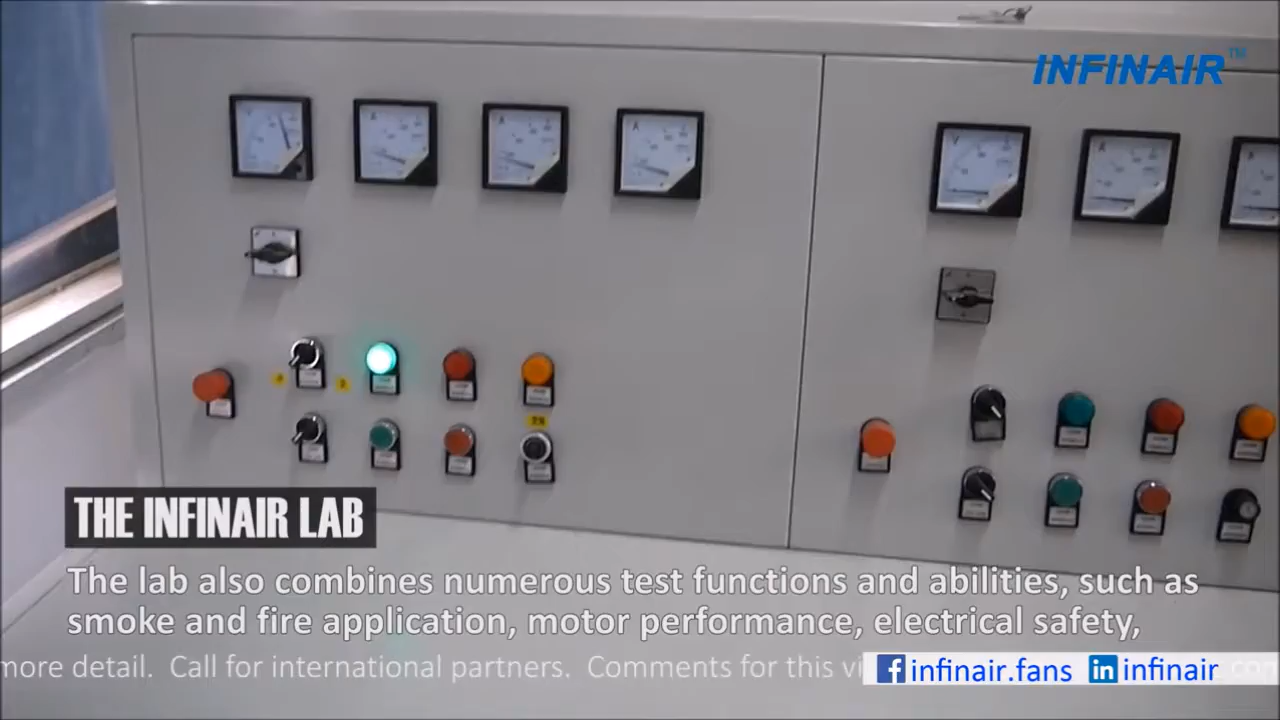 INFINAIR™
THE INFINAIR LAB
The lab also combines numerous test functions and abilities, such as
smoke and fire application, motor performance, electrical safety,
more detail. Call for international partners. Comments for this
infinair.fans
infinair